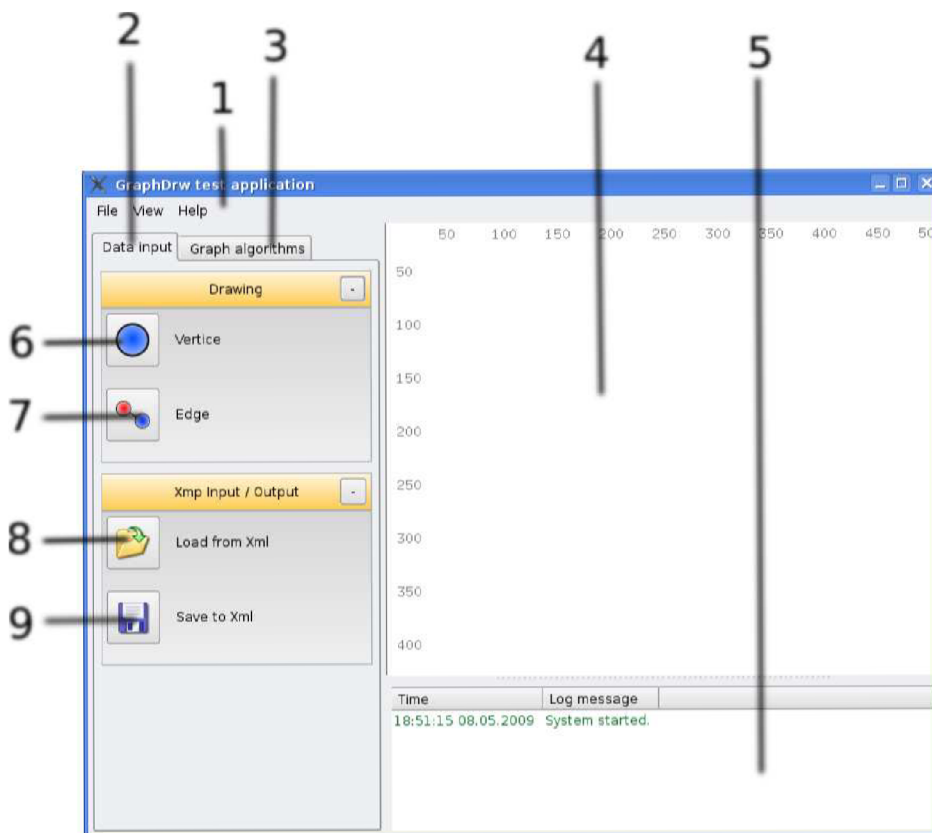 2
3
4
5
1
GraphDrw test application
File View Help
Data input Graph algorithms
50 100 150 200 250 300 350 400 450 50
Drawing -
50
100
6 Vertice
150
7 Edge
200
Xmp Input / Output -
250
8 Load from Xml
300
350
9 Save to Xml
400
Time Log message
18:51:15 08.05.2009 System started.